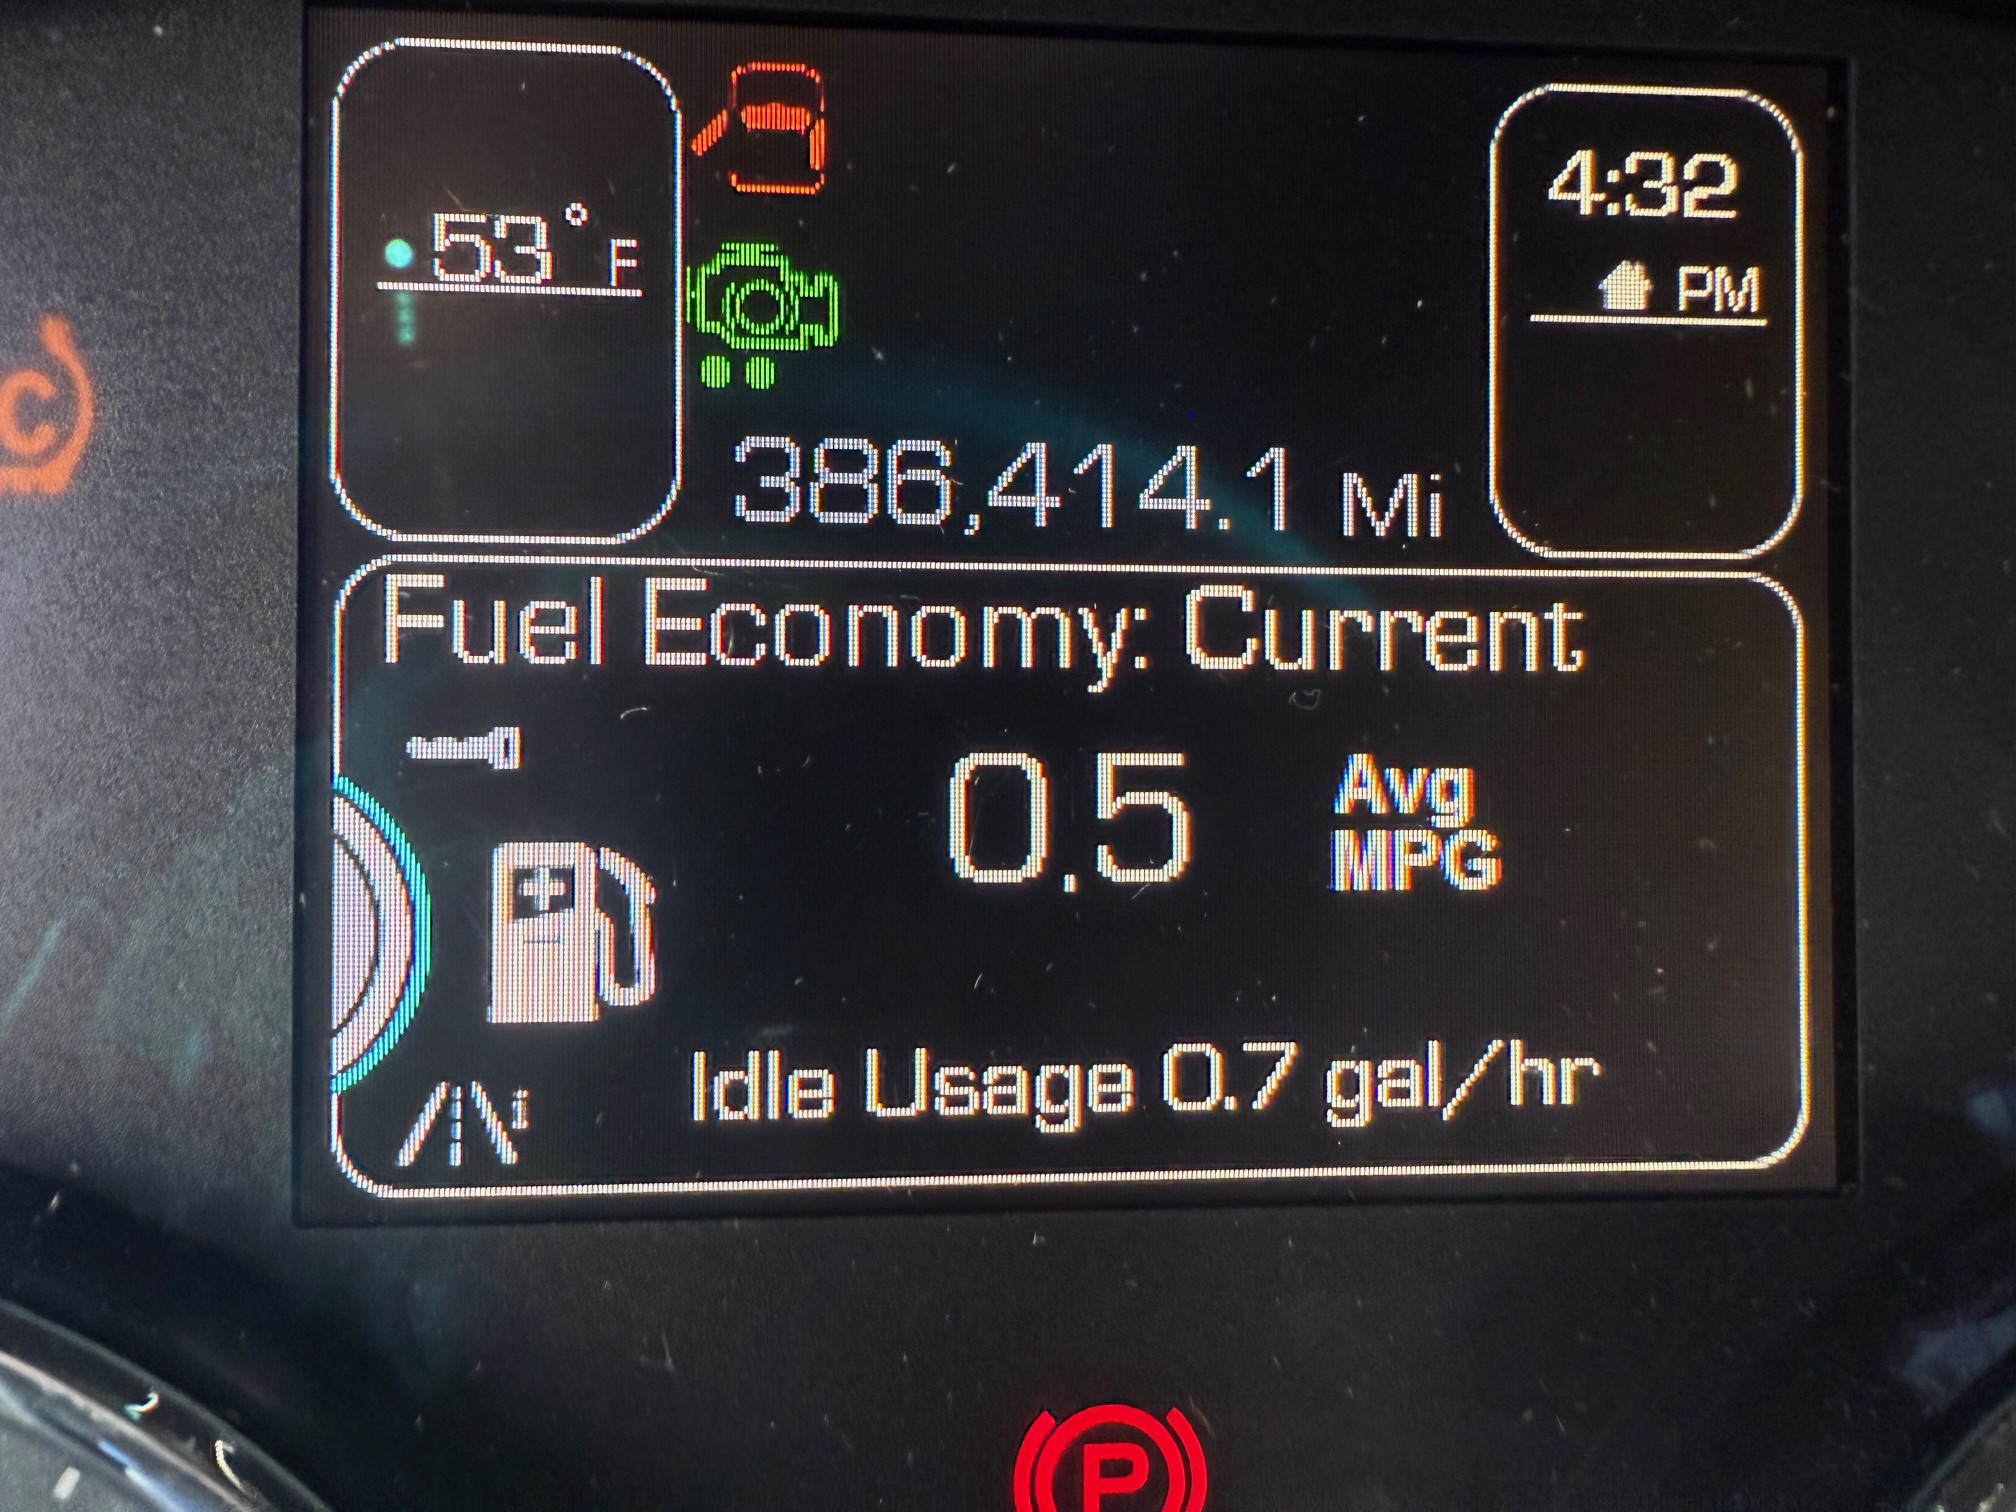 53° F
4:32
PM
386,414.1 Mi
Fuel Economy: Current
0.5 Avg MPG
Idle Usage 0.7 gal/hr
i
C
P